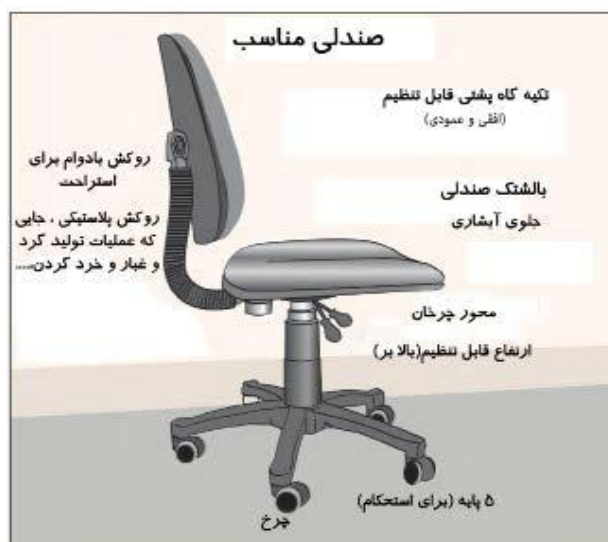 صندلی مناسب
تکیه گاه پشتی قابل تنظیم
(افقی و عمودی)
روکش بادوام برای
استراحت
بالشتک صندلی
جلوی آبشاری
روکش پلاستیکی ، جایی
که عملیات تولید گرد
و غبار و خرد کردن....
محور چرخان
ارتفاع قابل تنظیم(بالا بر)
۵ پایه (برای استحکام)
چرخ